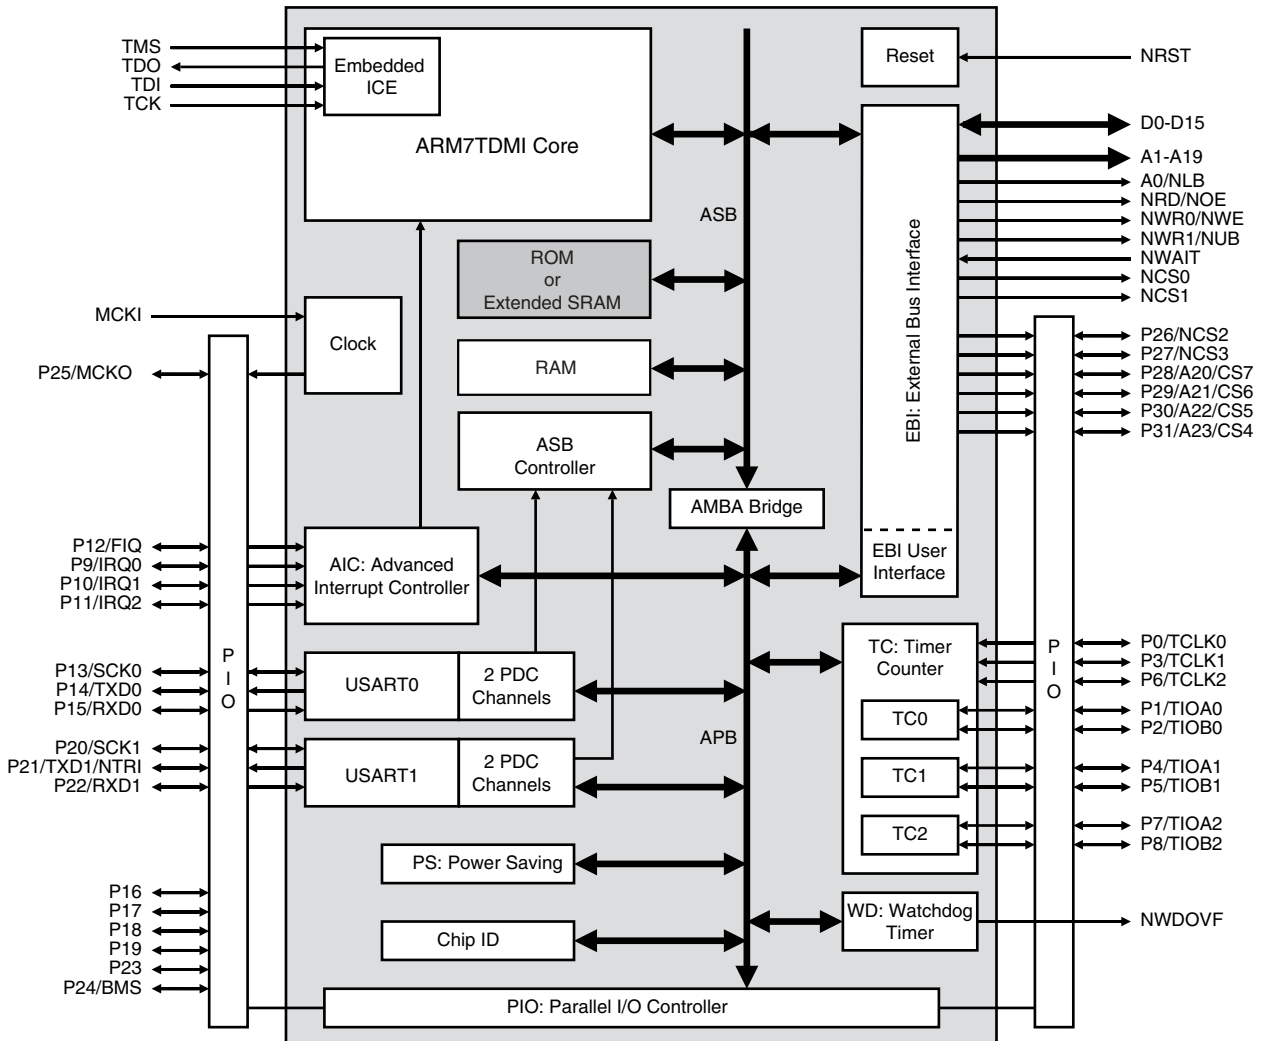 TMS
TDO
TDI
TCK
Embedded
ICE
ARM7TDMI Core
Reset
NRST
D0-D15
A1-A19
A0/NLB
NRD/NOE
NWR0/NWE
NWR1/NUB
NWAIT
NCS0
NCS1
ASB
EBI: External Bus Interface
ROM
or
Extended SRAM
MCKI
Clock
P25/MCKO
RAM
P26/NCS2
P27/NCS3
P28/A20/CS7
P29/A21/CS6
P30/A22/CS5
P31/A23/CS4
ASB
Controller
AMBA Bridge
P12/FIQ
P9/IRQ0
P10/IRQ1
P11/IRQ2
AIC: Advanced
Interrupt Controller
EBI User
Interface
P
I
O
P13/SCK0
P14/TXD0
P15/RXD0
USART0
2 PDC
Channels
TC: Timer
Counter
P
I
O
P0/TCLK0
P3/TCLK1
P6/TCLK2
TC0
P1/TIOA0
P2/TIOB0
P20/SCK1
P21/TXD1/NTRI
P22/RXD1
USART1
2 PDC
Channels
APB
TC1
P4/TIOA1
P5/TIOB1
TC2
P7/TIOA2
P8/TIOB2
PS: Power Saving
P16
P17
P18
P19
P23
P24/BMS
Chip ID
WD: Watchdog
Timer
NWDOVF
PIO: Parallel I/O Controller